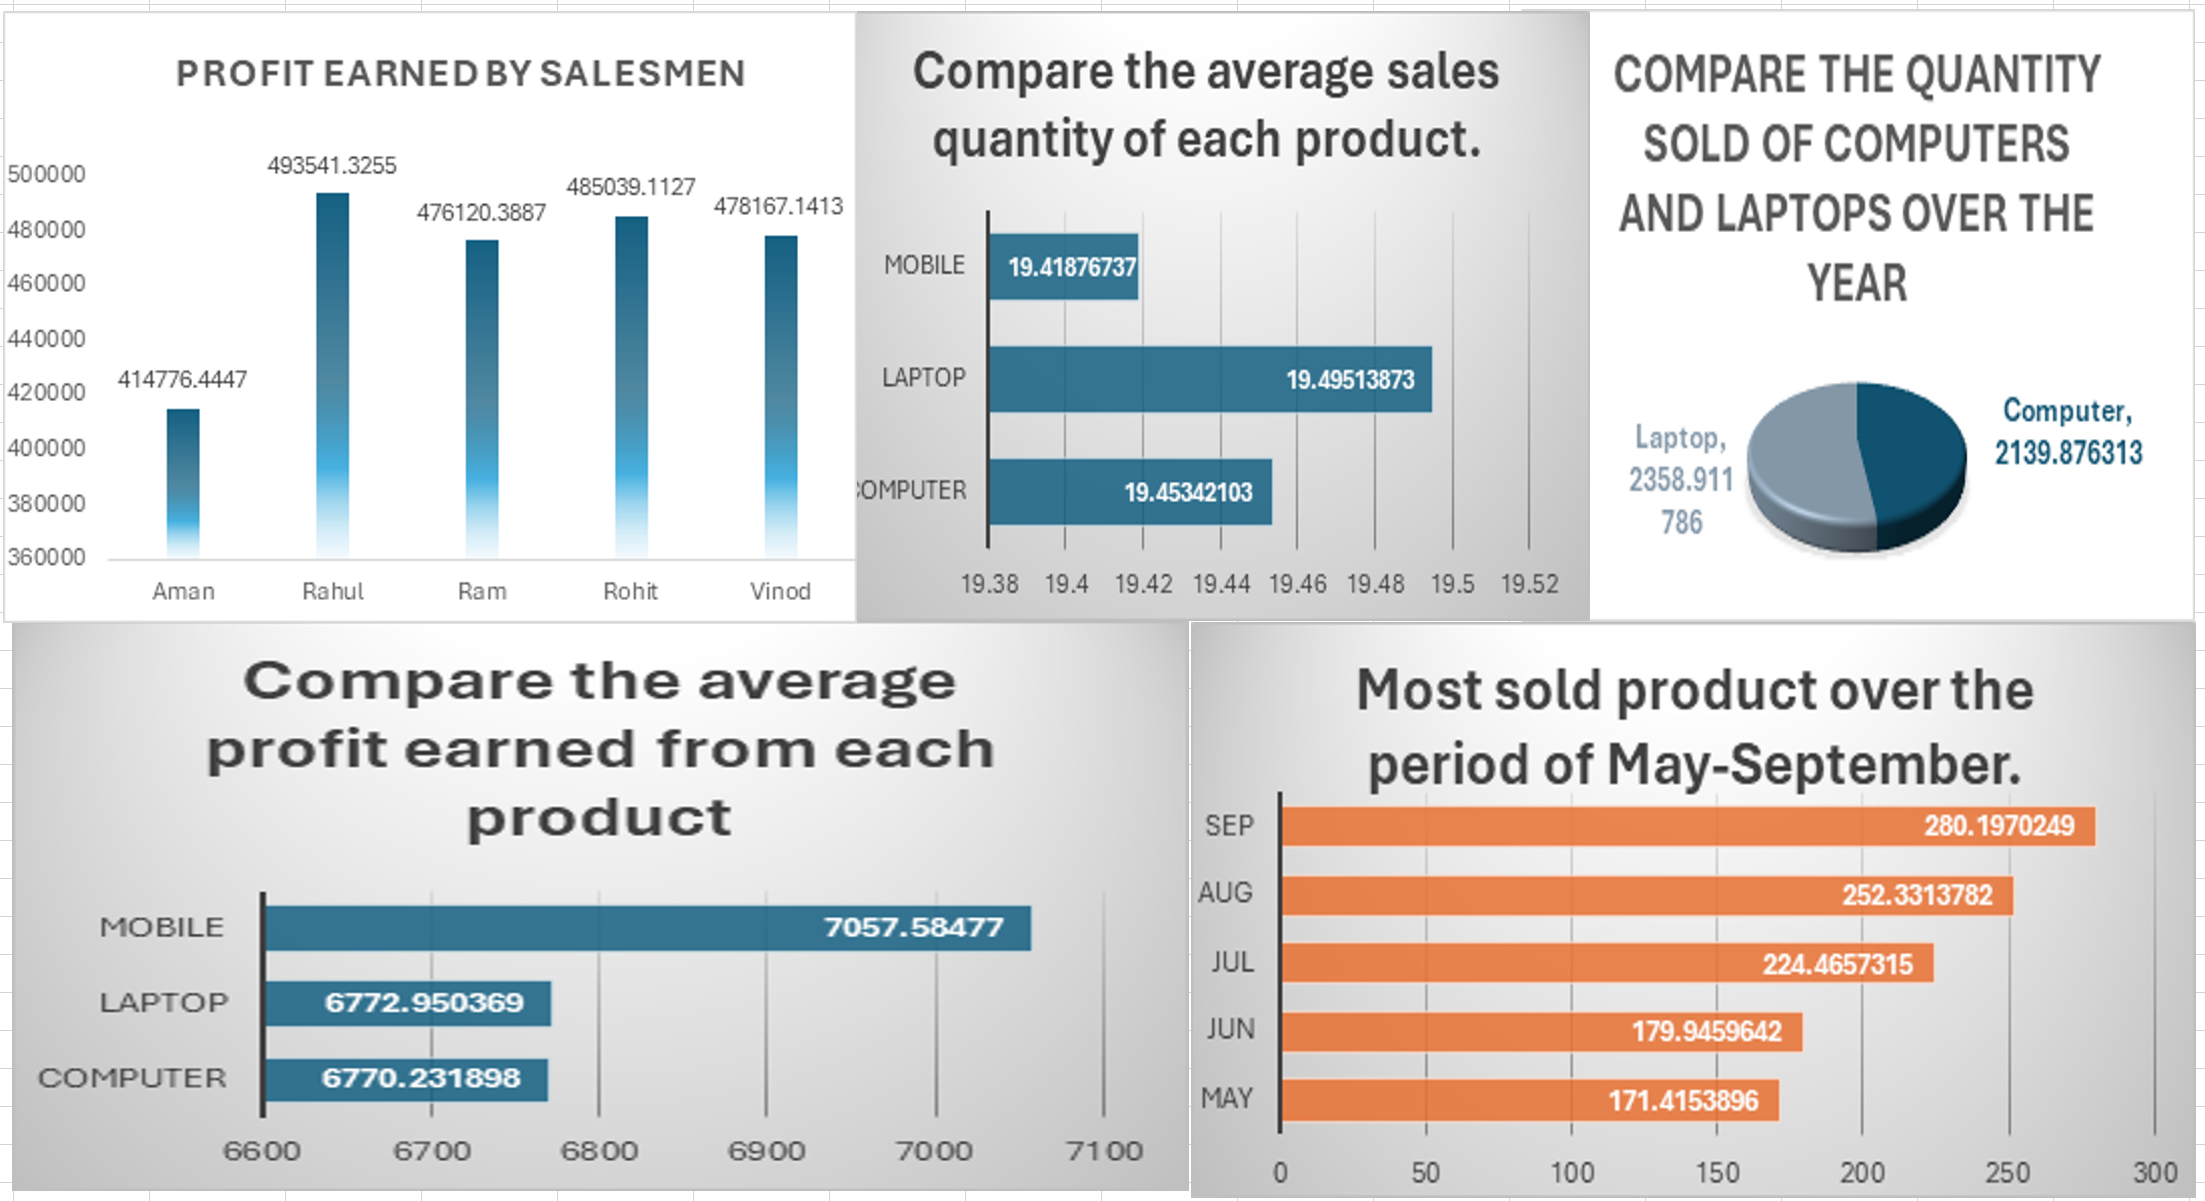 PROFIT EARNED BY SALESMEN
500000
480000
460000
440000
420000
400000
380000
360000
414776.4447
493541.3255
476120.3887
485039.1127
478167.1413
Aman Rahul Ram Rohit Vinod
Compare the average sales
quantity of each product.
MOBILE
19.41876737
LAPTOP
19.49513873
COMPUTER
19.45342103
19.38 19.4 19.42 19.44 19.46 19.48 19.5 19.52
COMPARE THE QUANTITY
SOLD OF COMPUTERS
AND LAPTOPS OVER THE
YEAR
Laptop,
2358.911
786
Computer,
2139.876313
Compare the average
profit earned from each
product
MOBILE
7057.58477
LAPTOP
6772.950369
COMPUTER
6770.231898
6600 6700 6800 6900 7000 7100
Most sold product over the
period of May-September.
SEP
280.1970249
AUG
252.3313782
JUL
224.4657315
JUN
179.9459642
MAY
171.4153896
0 50 100 150 200 250 300